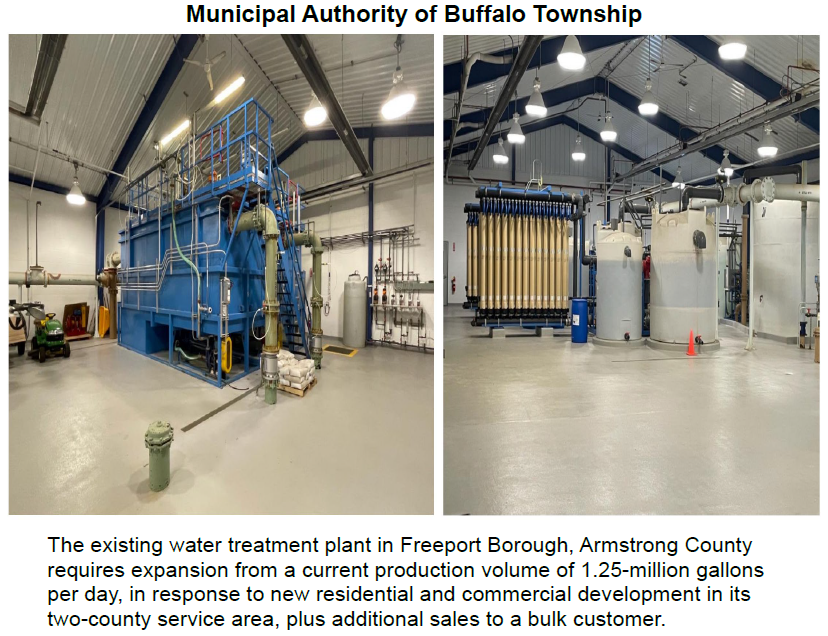 Municipal Authority of Buffalo Township
The existing water treatment plant in Freeport Borough, Armstrong County
requires expansion from a current production volume of 1.25-million gallons
per day, in response to new residential and commercial development in its
two-county service area, plus additional sales to a bulk customer.